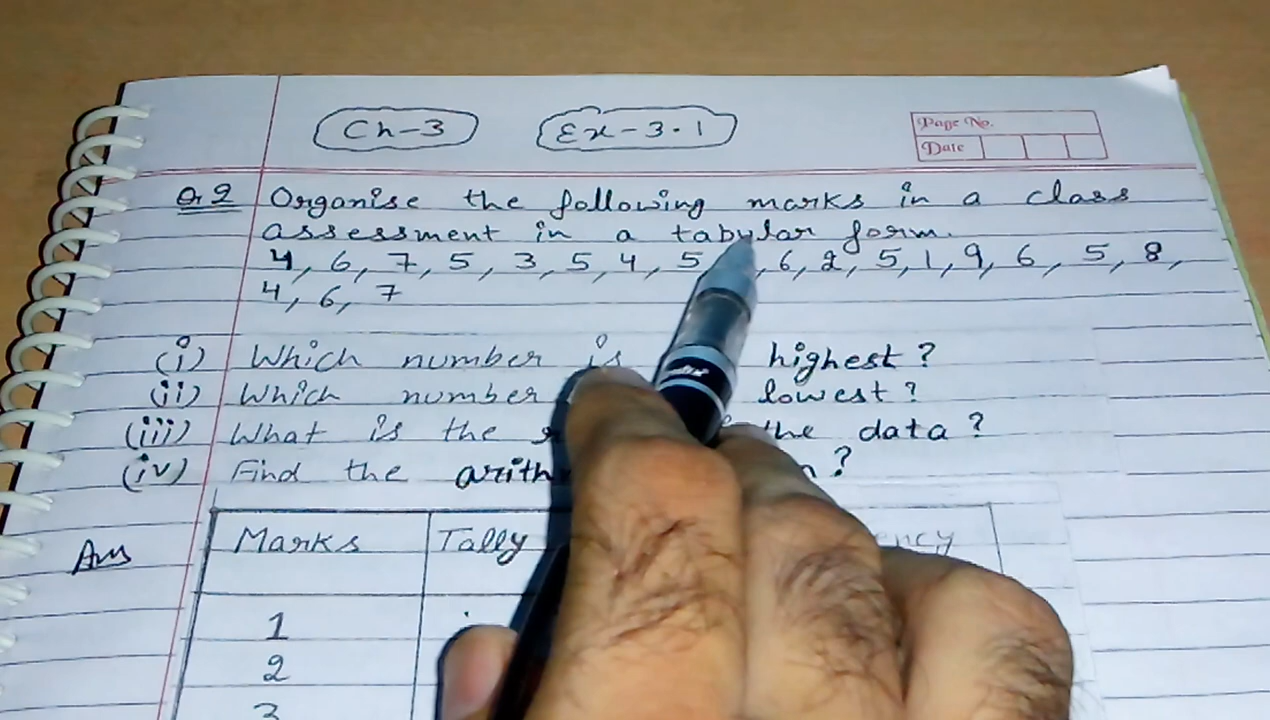 Ch-3 Ex-3.1
Page No.
Date
Q.2 Organise the following marks in a class
assessment in a tabular form.
4, 6, 7, 5, 3, 5, 4, 5, 6, 2, 5, 1, 9, 6, 5, 8,
4, 6, 7
(i) Which number is highest?
(ii) Which number lowest?
(iii) What is the the data?
(iv) Find the
Ans Marks Tally
1
2
3